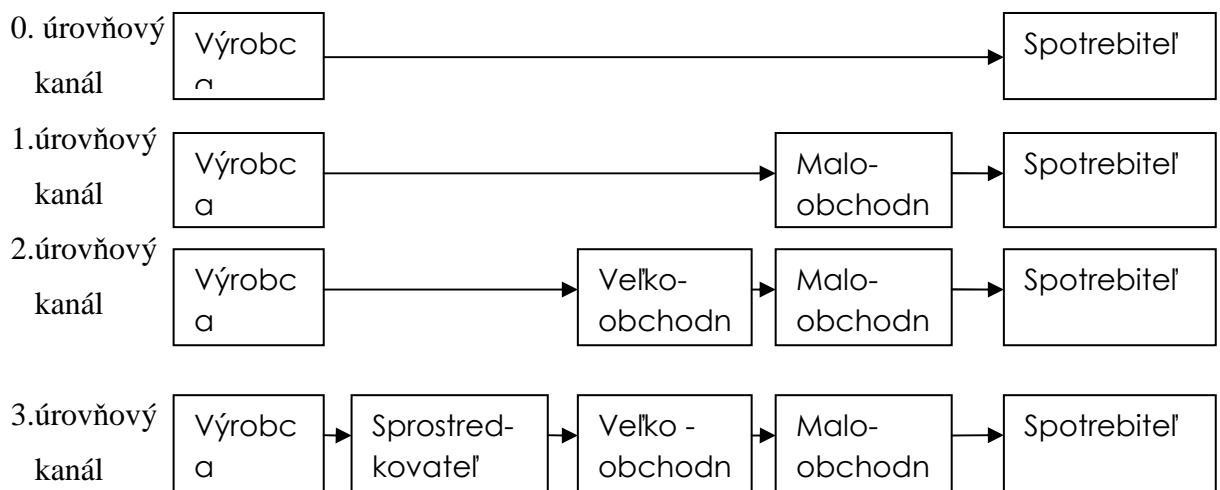 0. úrovňový
kanál
Výrobc
a
Spotrebiteľ
1.úrovňový
kanál
Výrobc
a
Malo-
obchodn
Spotrebiteľ
2.úrovňový
kanál
Výrobc
a
Veľko-
obchodn
Malo-
obchodn
Spotrebiteľ
3.úrovňový
kanál
Výrobc
a
Sprostred-
kovateľ
Veľko -
obchodn
Malo-
obchodn
Spotrebiteľ